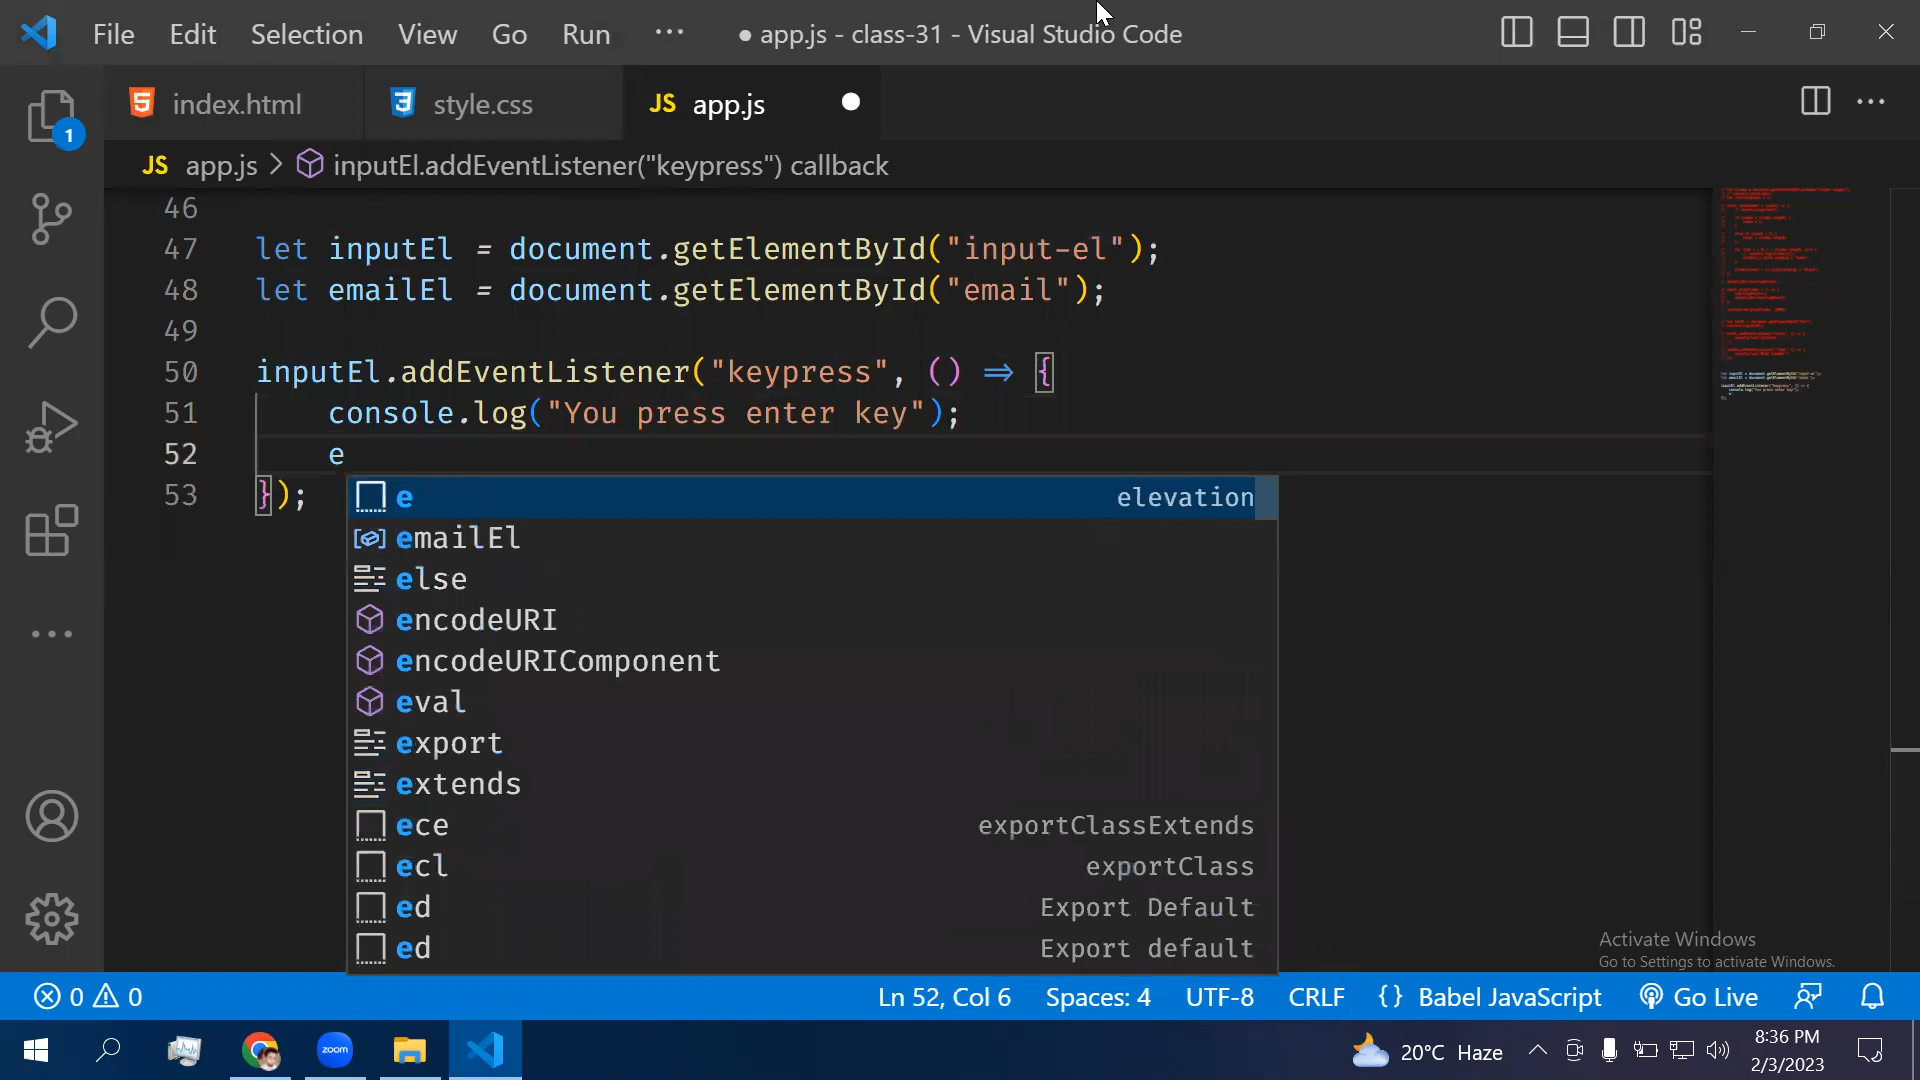 File Edit Selection View Go Run ··· ● app.js - class-31 - Visual Studio Code
index.html style.css JS app.js
JS app.js > inputEl.addEventListener("keypress") callback
1
46
47 let inputEl = document.getElementById("input-el");
48 let emailEl = document.getElementById("email");
49
50 inputEl.addEventListener("keypress", () => {
51 console.log("You press enter key");
52 e
53 });
e elevation
emailEl
else
encodeURI
encodeURIComponent
eval
export
extends
ece exportClassExtends
ecl exportClass
ed Export Default
ed Export default
Activate Windows
Go to Settings to activate Windows.
0 0 Ln 52, Col 6 Spaces: 4 UTF-8 CRLF {} Babel JavaScript Go Live
zoom 20°C Haze 8:36 PM
2/3/2023